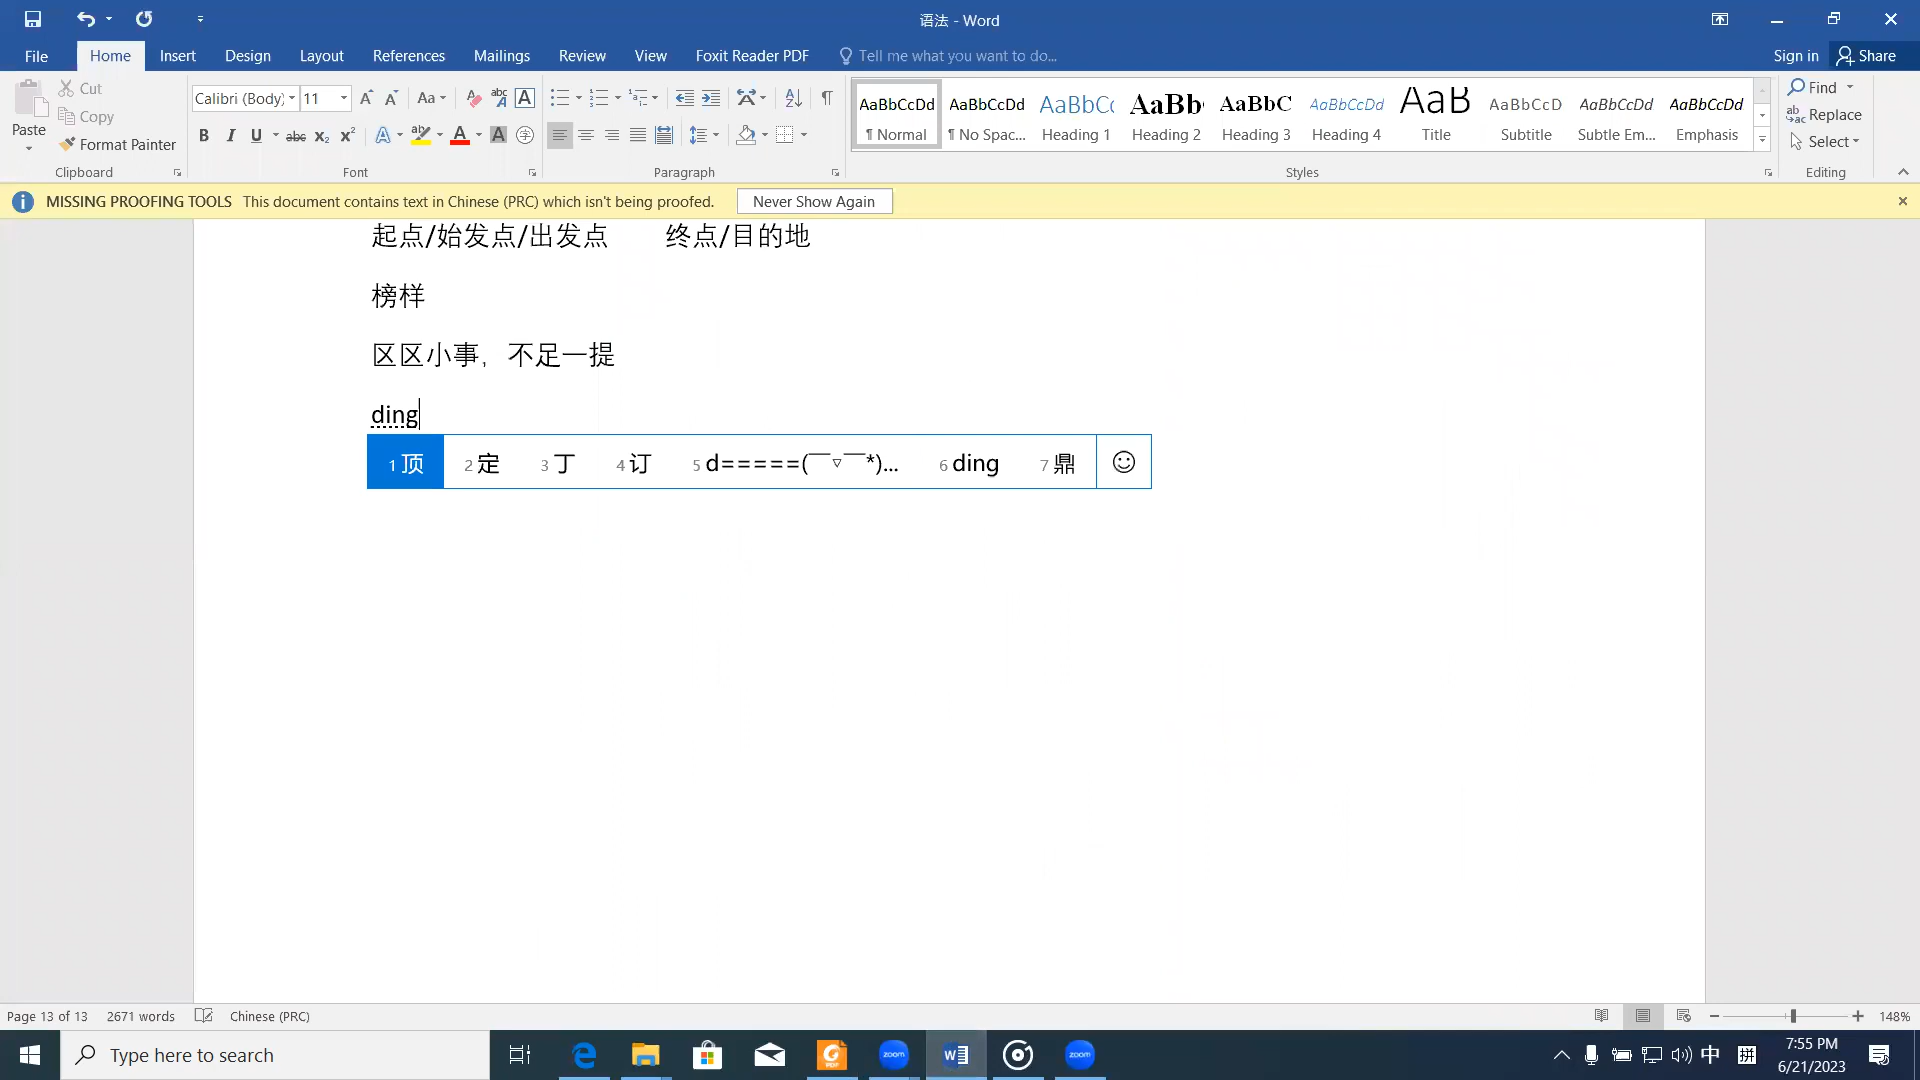 语法 - Word
File Home Insert Design Layout References Mailings Review View Foxit Reader PDF Tell me what you want to do... Sign in Share
Paste
Cut
Copy
Format Painter
Clipboard
Calibri (Body) 11
Font
Paragraph
AaBbCcDd AaBbCcDd AaBbCc AaBb AaBbC AaBbCcDd AaB AaBbCcD AaBbCcDd AaBbCcDd
¶ Normal ¶ No Spac... Heading 1 Heading 2 Heading 3 Heading 4 Title Subtitle Subtle Em... Emphasis
Styles
Find
Replace
Select
Editing
MISSING PROOFING TOOLS This document contains text in Chinese (PRC) which isn't being proofed. Never Show Again
起点/始发点/出发点 终点/目的地
榜样
区区小事，不足一提
ding
1 顶 2 定 3 丁 4 订 5 d=====(￣▽￣*)... 6 ding 7 鼎
Page 13 of 13 2671 words Chinese (PRC) 148%
Type here to search
zoom
zoom
中 拼
7:55 PM
6/21/2023